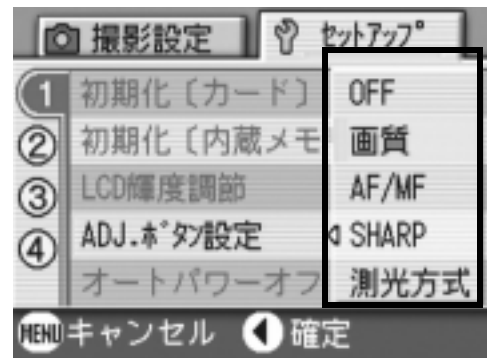 撮影設定 セットアップ
1 初期化〔カード〕 OFF
2 初期化〔内蔵メモ 画質
3 LCD輝度調節 AF/MF
4 ADJ.ボタン設定 SHARP
オートパワーオフ 測光方式
MENU キャンセル 確定